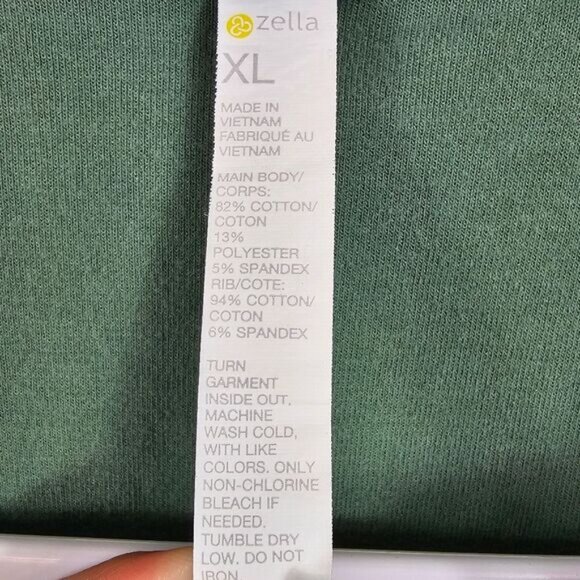 zella
XL
MADE IN
VIETNAM
FABRIQUÉ AU
VIETNAM
MAIN BODY/
CORPS:
82% COTTON/
COTON
13%
POLYESTER
5% SPANDEX
RIB/COTE:
94% COTTON/
COTON
6% SPANDEX
TURN
GARMENT
INSIDE OUT,
MACHINE
WASH COLD,
WITH LIKE
COLORS. ONLY
NON-CHLORINE
BLEACH IF
NEEDED.
TUMBLE DRY
LOW. DO NOT
IRON